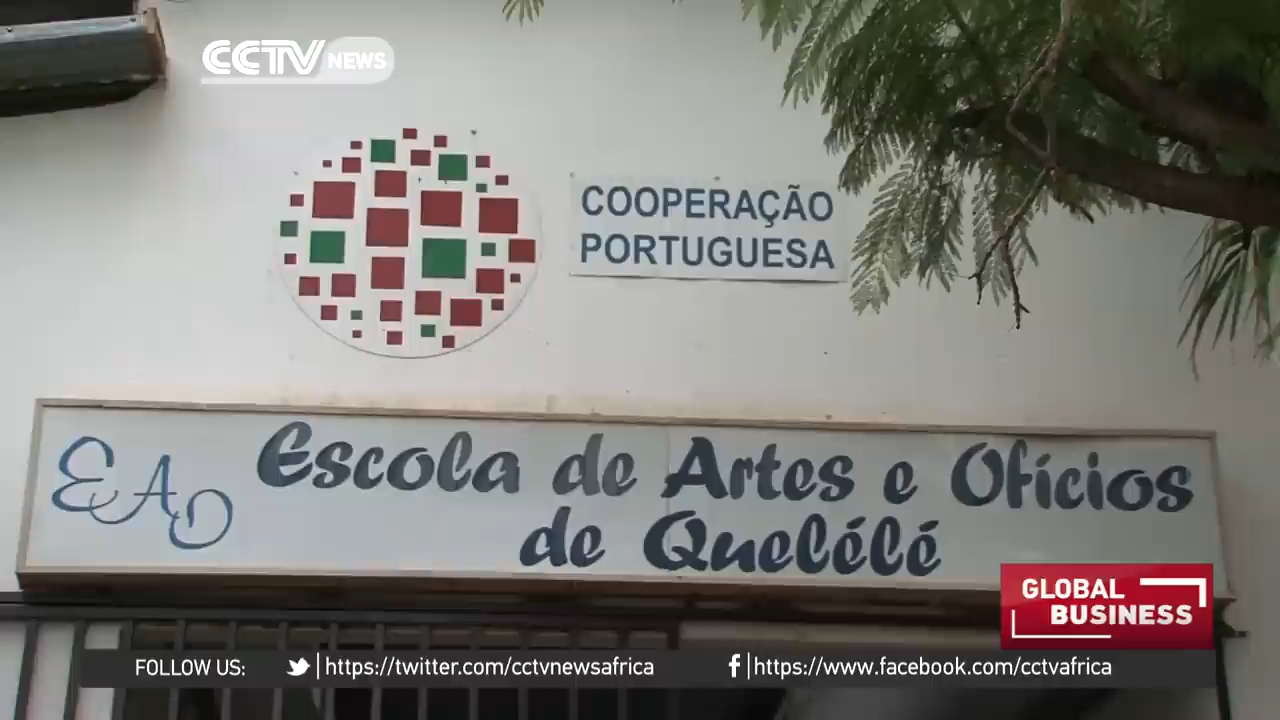 CCTV NEWS
COOPERAÇÃO
PORTUGUESA
EAO Escola de Artes e Ofícios
de Quelélé
GLOBAL
BUSINESS
FOLLOW US: https://twitter.com/cctvnewsafrica f https://www.facebook.com/cctvafrica